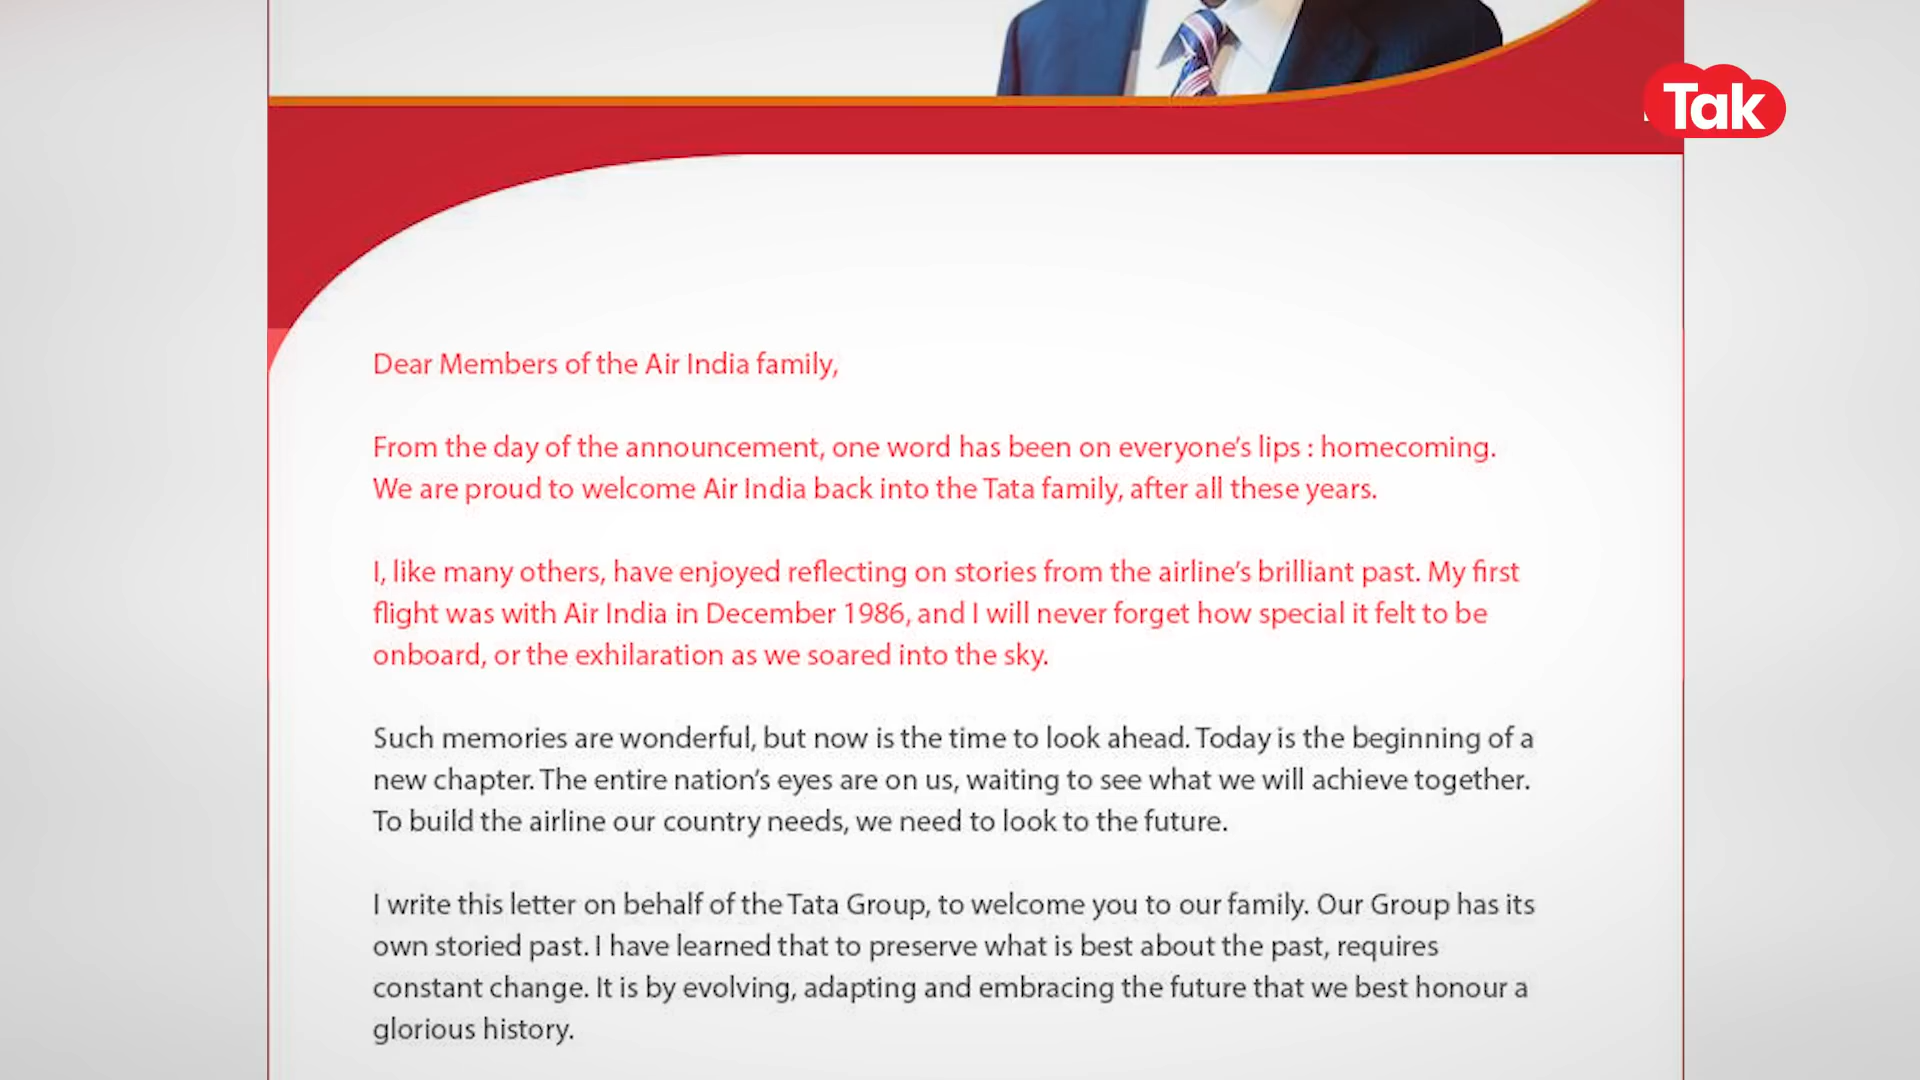 Tak
Dear Members of the Air India family,
From the day of the announcement, one word has been on everyone's lips : homecoming.
We are proud to welcome Air India back into the Tata family, after all these years.
I, like many others, have enjoyed reflecting on stories from the airline's brilliant past. My first
flight was with Air India in December 1986, and I will never forget how special it felt to be
onboard, or the exhilaration as we soared into the sky.
Such memories are wonderful, but now is the time to look ahead. Today is the beginning of a
new chapter. The entire nation's eyes are on us, waiting to see what we will achieve together.
To build the airline our country needs, we need to look to the future.
I write this letter on behalf of the Tata Group, to welcome you to our family. Our Group has its
own storied past. I have learned that to preserve what is best about the past, requires
constant change. It is by evolving, adapting and embracing the future that we best honour a
glorious history.